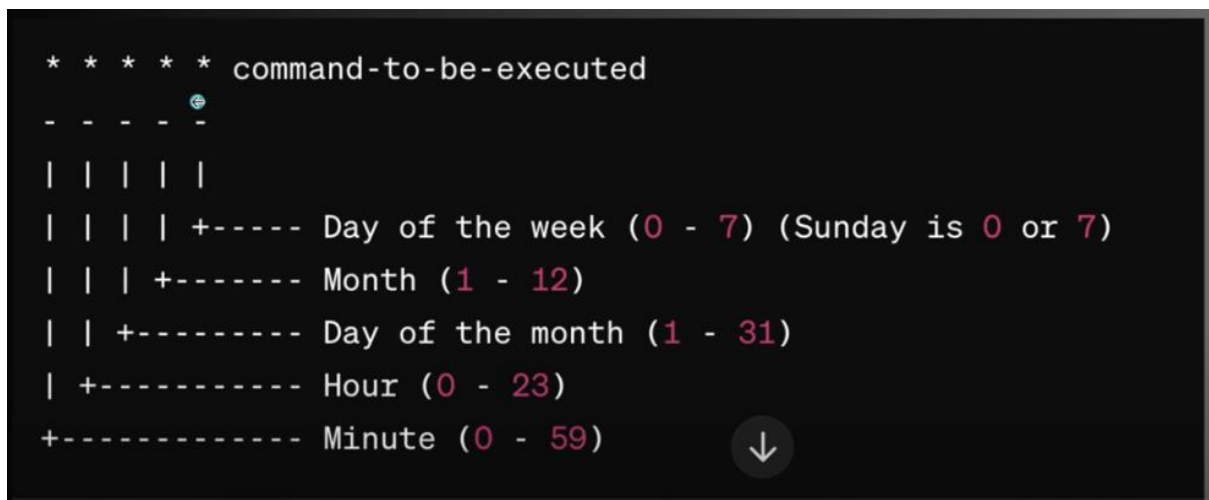 * * * * * command-to-be-executed
- - - - -
| | | | |
| | | | +----- Day of the week (0 - 7) (Sunday is 0 or 7)
| | | +------- Month (1 - 12)
| | +--------- Day of the month (1 - 31)
| +----------- Hour (0 - 23)
+------------- Minute (0 - 59)